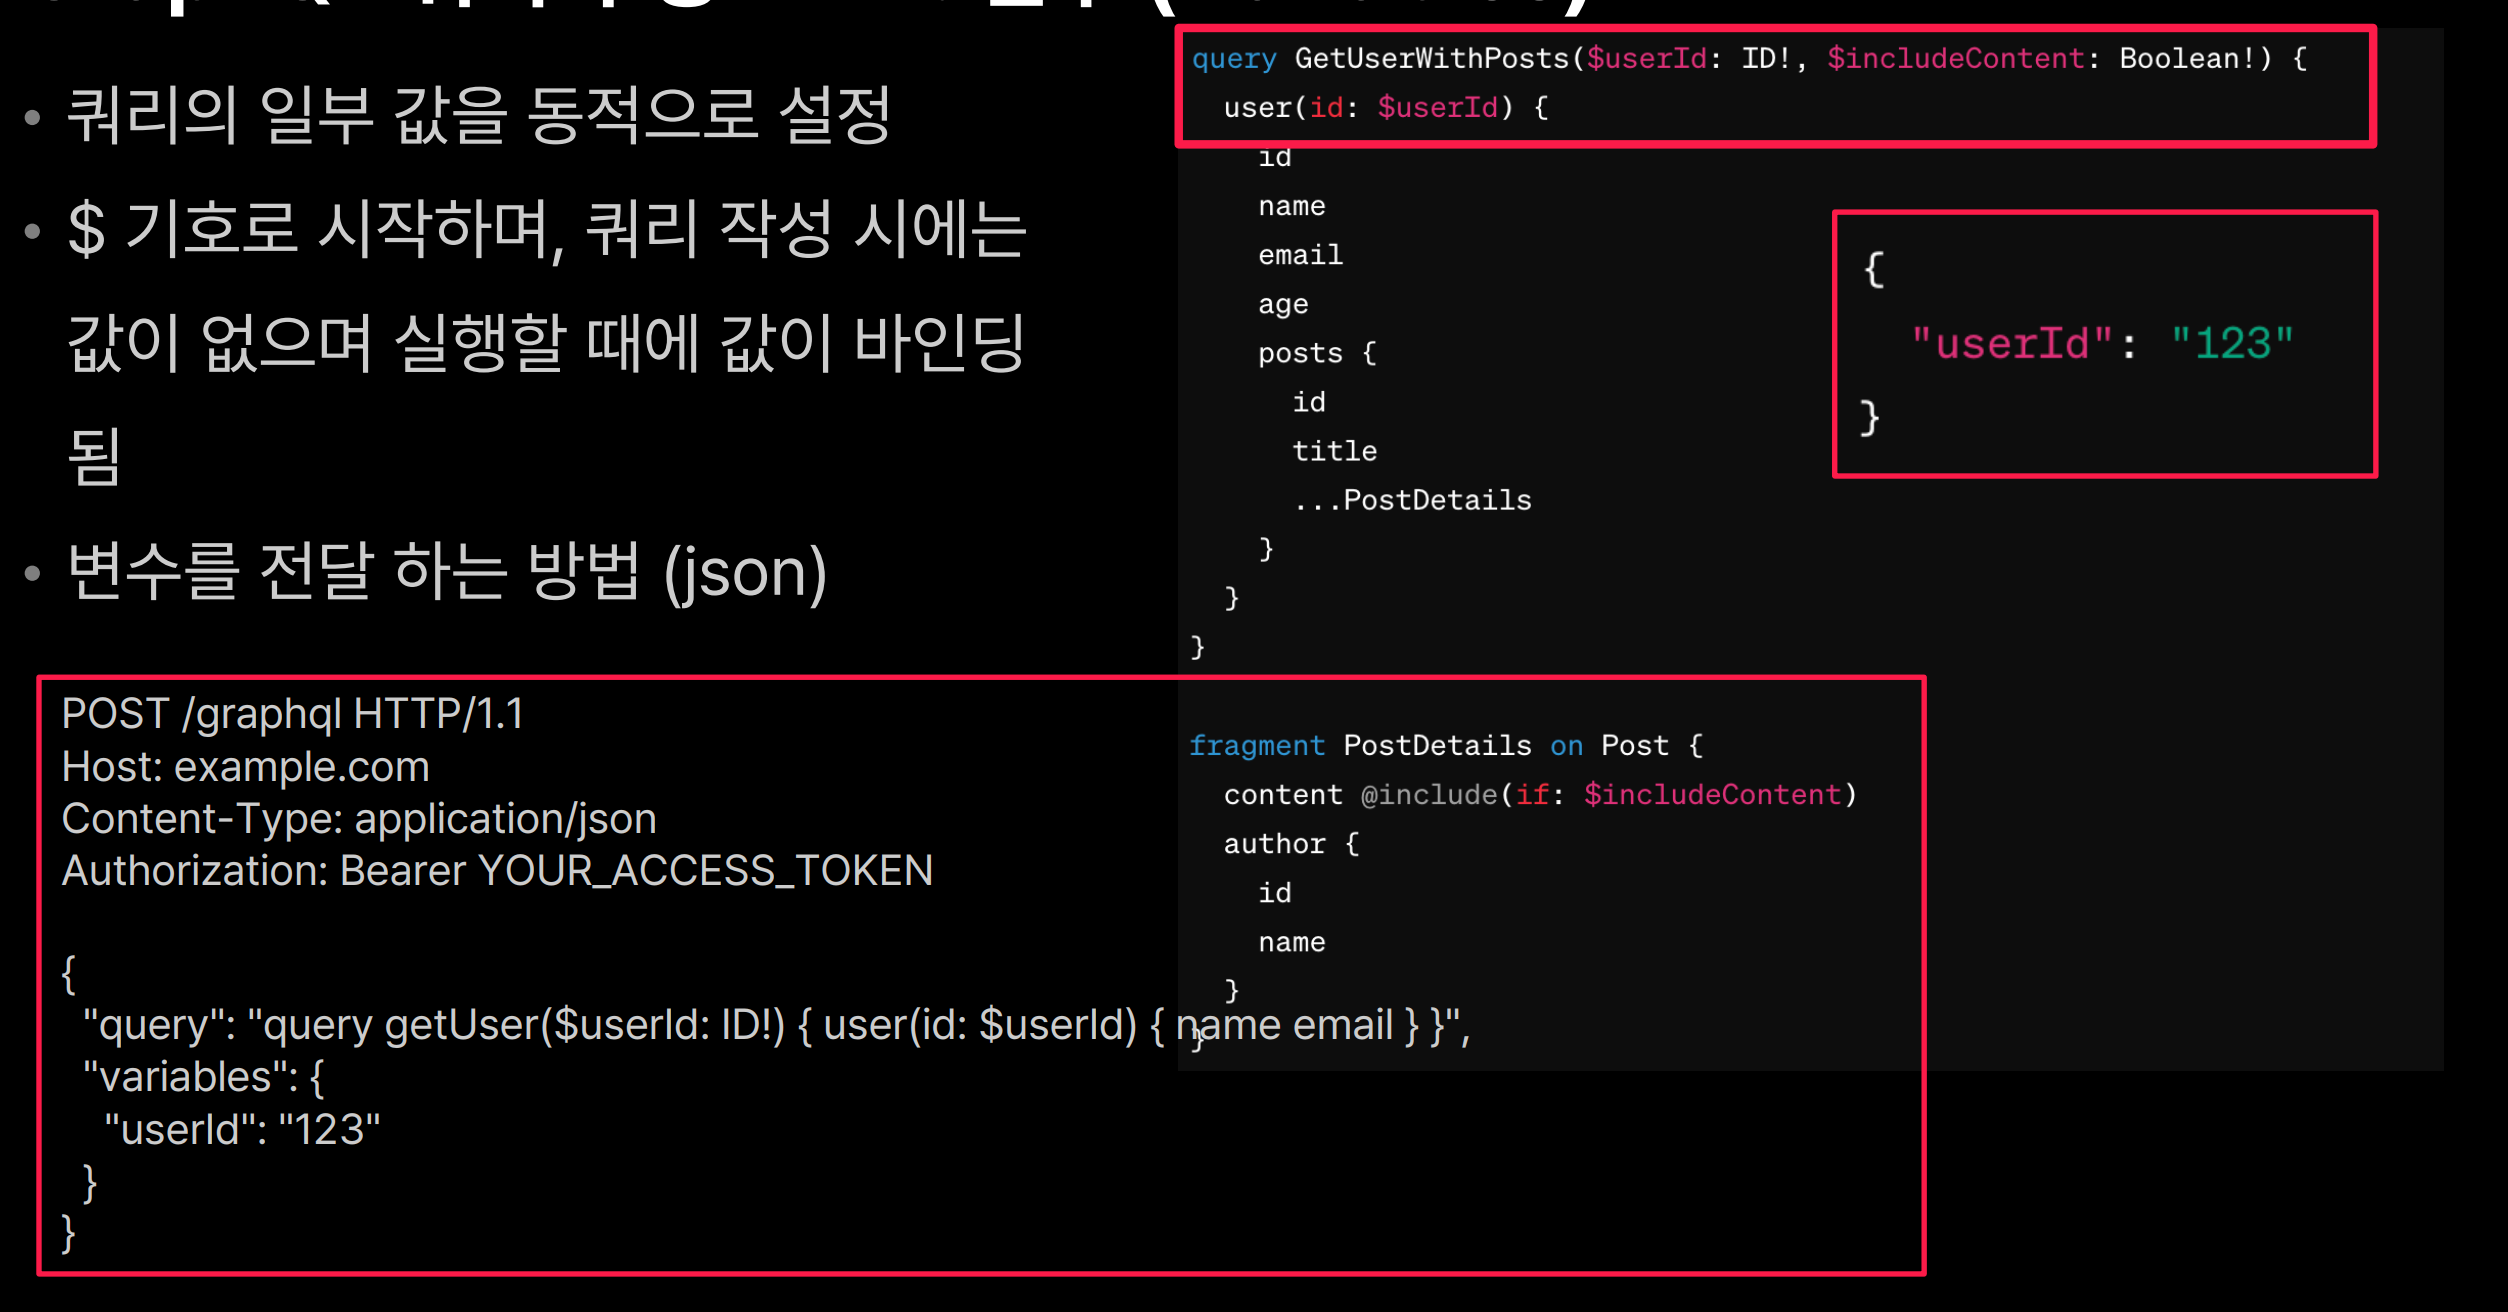 • 쿼리의 일부 값을 동적으로 설정
• $ 기호로 시작하며, 쿼리 작성 시에는
값이 없으며 실행할 때에 값이 바인딩
됨
• 변수를 전달 하는 방법 (json)
query GetUserWithPosts($userId: ID!, $includeContent: Boolean!) {
  user(id: $userId) {
    id
    name
    email
    age
    posts {
      id
      title
      ...PostDetails
    }
  }
}
fragment PostDetails on Post {
  content @include(if: $includeContent)
  author {
    id
    name
  }
}
{
  "userId": "123"
}
POST /graphql HTTP/1.1
Host: example.com
Content-Type: application/json
Authorization: Bearer YOUR_ACCESS_TOKEN
{
  "query": "query getUser($userId: ID!) { user(id: $userId) { name email } }",
  "variables": {
    "userId": "123"
  }
}